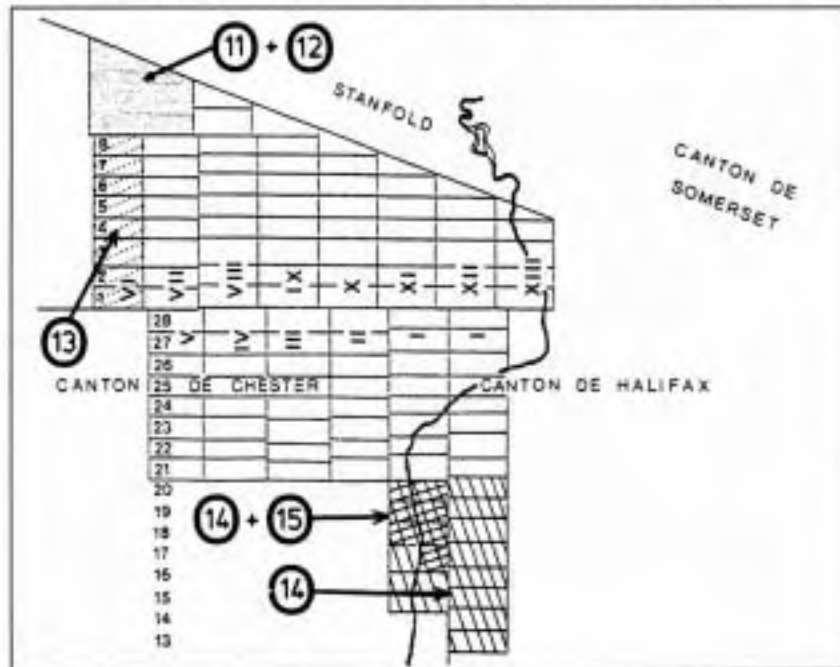 11 + 12
STANFOLD
CANTON DE
SOMERSET
8
7
6
5
4
VI VII VIII IX X XI XII XIII
13
28
27 V IV III II I I
26
CANTON DE CHESTER CANTON DE HALIFAX
25
24
23
22
21
20
19
14 + 15
18
17
16
14
15
14
13